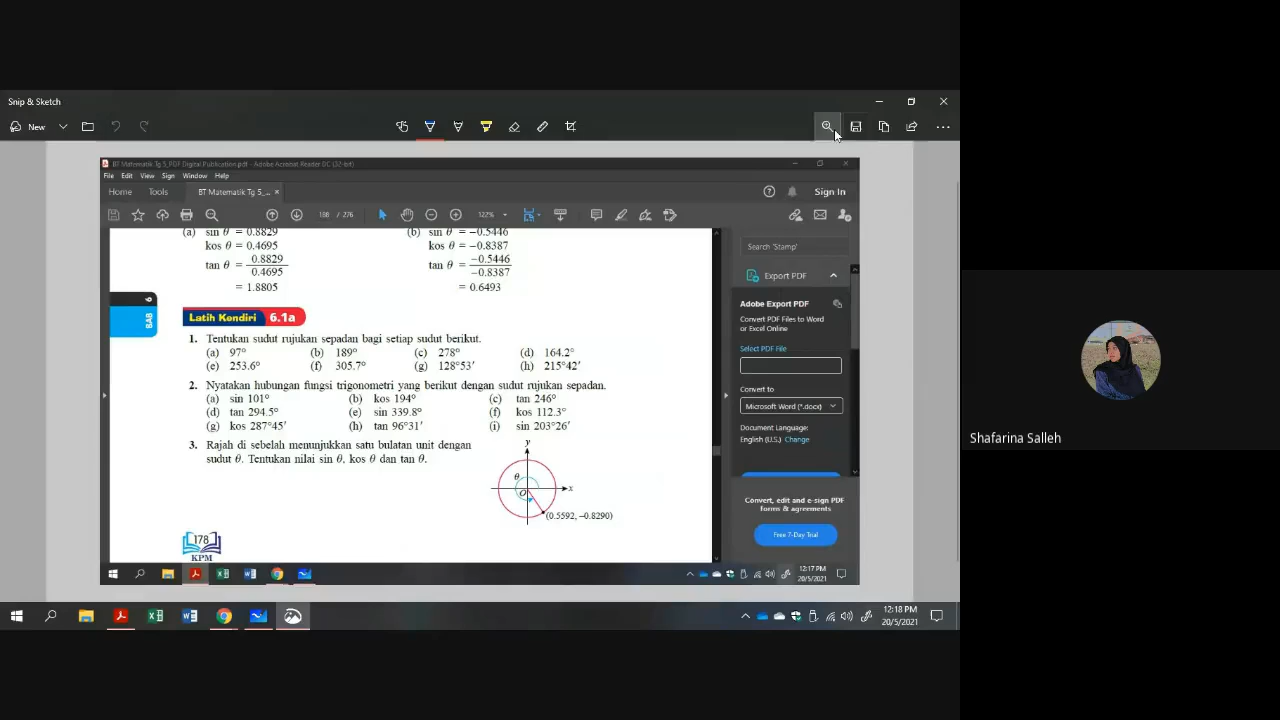 Snip & Sketch
New
BT Matematik Tg 5_PDF Digital Publication.pdf - Adobe Acrobat Reader DC (32-bit)
File Edit View Sign Window Help
Home Tools BT Matematik Tg 5_... × Sign In
188 / 276 122%
(a) sin θ = 0.8829 (b) sin θ = −0.5446
kos θ = 0.4695 kos θ = −0.8387
tan θ = 0.8829 / 0.4695 tan θ = −0.5446 / −0.8387
= 1.8805 = 0.6493
6
BAB
Latih Kendiri 6.1a
1. Tentukan sudut rujukan sepadan bagi setiap sudut berikut.
(a) 97° (b) 189° (c) 278° (d) 164.2°
(e) 253.6° (f) 305.7° (g) 128°53′ (h) 215°42′
2. Nyatakan hubungan fungsi trigonometri yang berikut dengan sudut rujukan sepadan.
(a) sin 101° (b) kos 194° (c) tan 246°
(d) tan 294.5° (e) sin 339.8° (f) kos 112.3°
(g) kos 287°45′ (h) tan 96°31′ (i) sin 203°26′
3. Rajah di sebelah menunjukkan satu bulatan unit dengan
sudut θ. Tentukan nilai sin θ, kos θ dan tan θ.
y
θ
O
x
(0.5592, −0.8290)
178
KPM
Search 'Stamp'
Export PDF
Adobe Export PDF
Convert PDF Files to Word
or Excel Online
Select PDF File
Convert to
Microsoft Word (*.docx)
Document Language:
English (U.S.) Change
Convert, edit and e-sign PDF
forms & agreements
Free 7-Day Trial
12:17 PM
20/5/2021
12:18 PM
20/5/2021
Shafarina Salleh